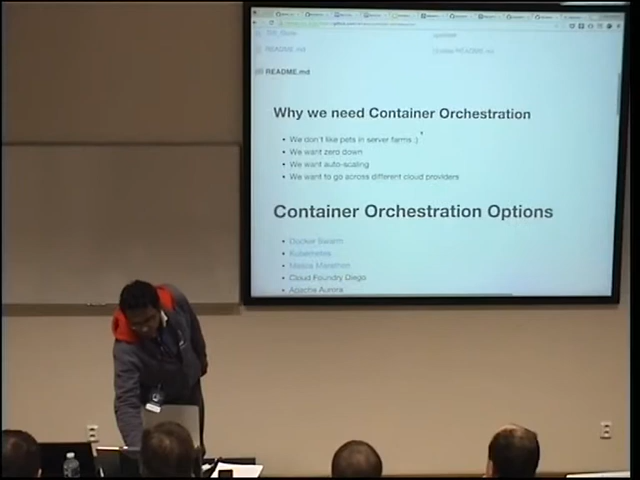 README.md
README.md
Why we need Container Orchestration
We don't like pets in server farms :)
We want zero down
We want auto-scaling
We want to go across different cloud providers
Container Orchestration Options
Docker Swarm
Kubernetes
Mesos Marathon
Cloud Foundry Diego
Apache Aurora